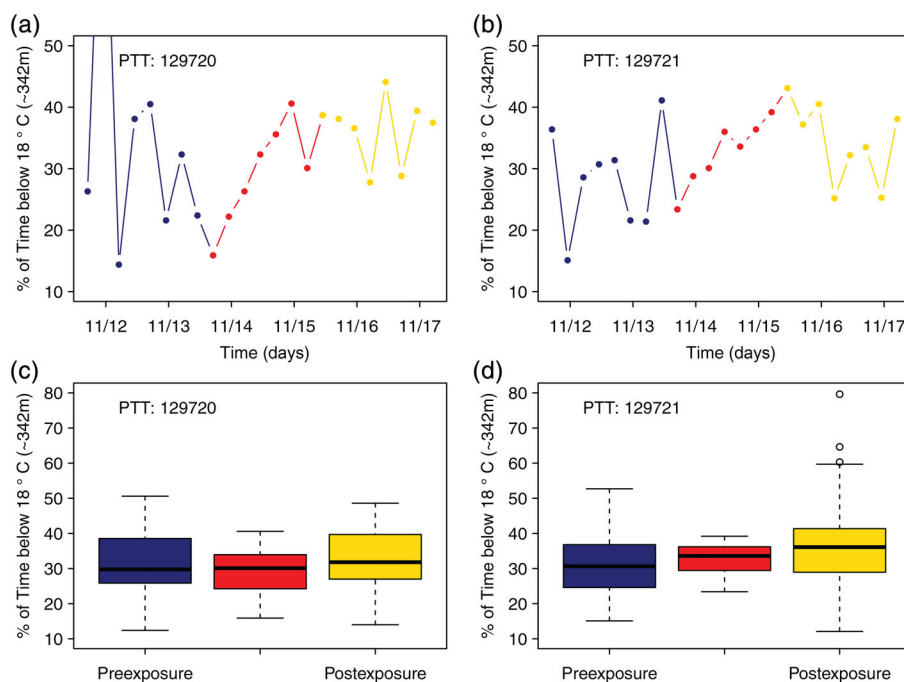 (a)
PTT: 129720
% of Time below 18 ° C (~342m)
50
40
30
20
10
11/12 11/13 11/14 11/15 11/16 11/17
Time (days)
(b)
PTT: 129721
% of Time below 18 ° C (~342m)
50
40
30
20
10
11/12 11/13 11/14 11/15 11/16 11/17
Time (days)
(c)
PTT: 129720
% of Time below 18 ° C (~342m)
80
70
60
50
40
30
20
10
Preexposure Postexposure
(d)
PTT: 129721
% of Time below 18 ° C (~342m)
80
70
60
50
40
30
20
10
Preexposure Postexposure